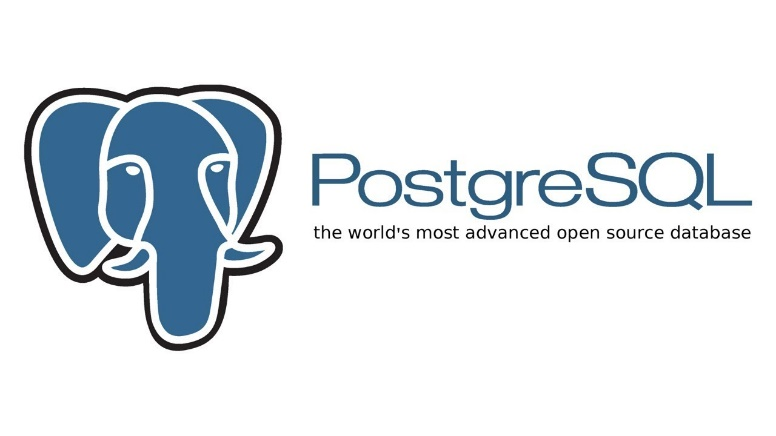 PostgreSQL
the world's most advanced open source database